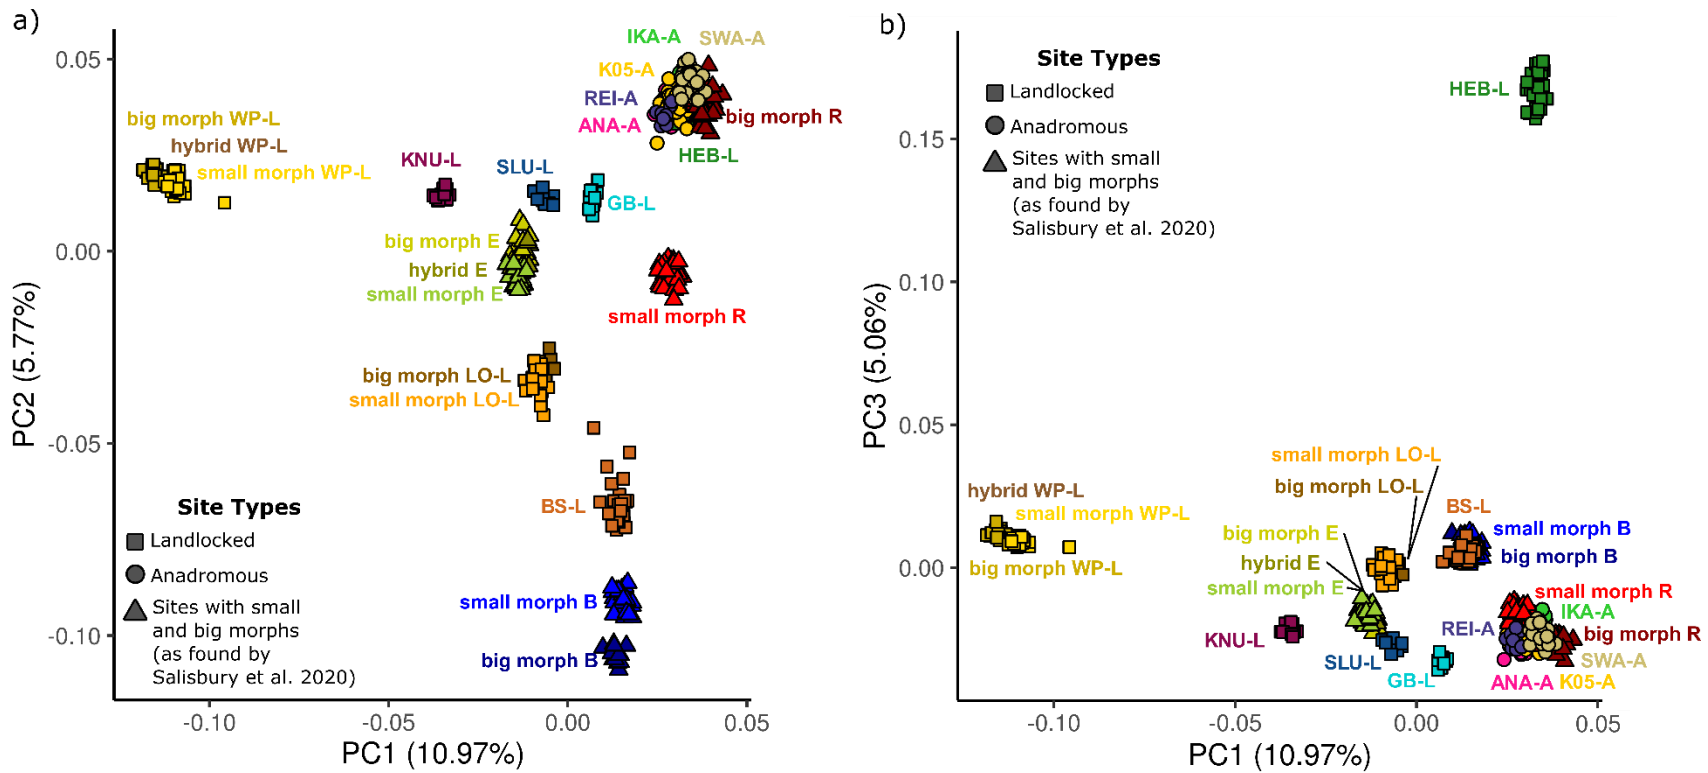 a)
0.05
0.00
-0.05
-0.10
PC2 (5.77%)
-0.10
-0.05
0.00
0.05
PC1 (10.97%)
IKA-A
SWA-A
K05-A
REI-A
ANA-A
big morph R
HEB-L
big morph WP-L
hybrid WP-L
small morph WP-L
KNU-L
SLU-L
GB-L
big morph E
hybrid E
small morph E
small morph R
big morph LO-L
small morph LO-L
BS-L
small morph B
big morph B
Site Types
Landlocked
Anadromous
Sites with small
and big morphs
(as found by
Salisbury et al. 2020)
b)
0.15
0.10
0.05
0.00
PC3 (5.06%)
-0.10
-0.05
0.00
0.05
PC1 (10.97%)
Site Types
Landlocked
Anadromous
Sites with small
and big morphs
(as found by
Salisbury et al. 2020)
HEB-L
small morph LO-L
big morph LO-L
BS-L
hybrid WP-L
small morph WP-L
big morph WP-L
big morph E
hybrid E
small morph E
small morph B
big morph B
small morph R
IKA-A
REI-A
big morph R
KNU-L
SLU-L
GB-L
SWA-A
ANA-A
K05-A